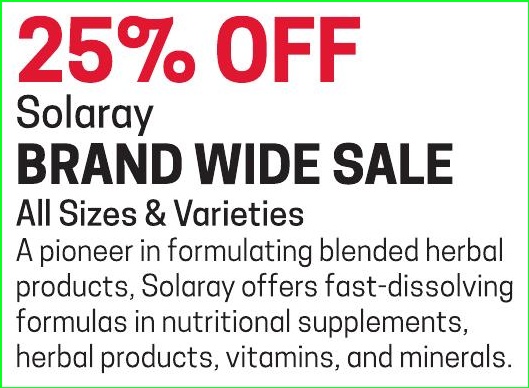 25% OFF
Solaray
BRAND WIDE SALE
All Sizes & Varieties
A pioneer in formulating blended herbal
products, Solaray offers fast-dissolving
formulas in nutritional supplements,
herbal products, vitamins, and minerals.